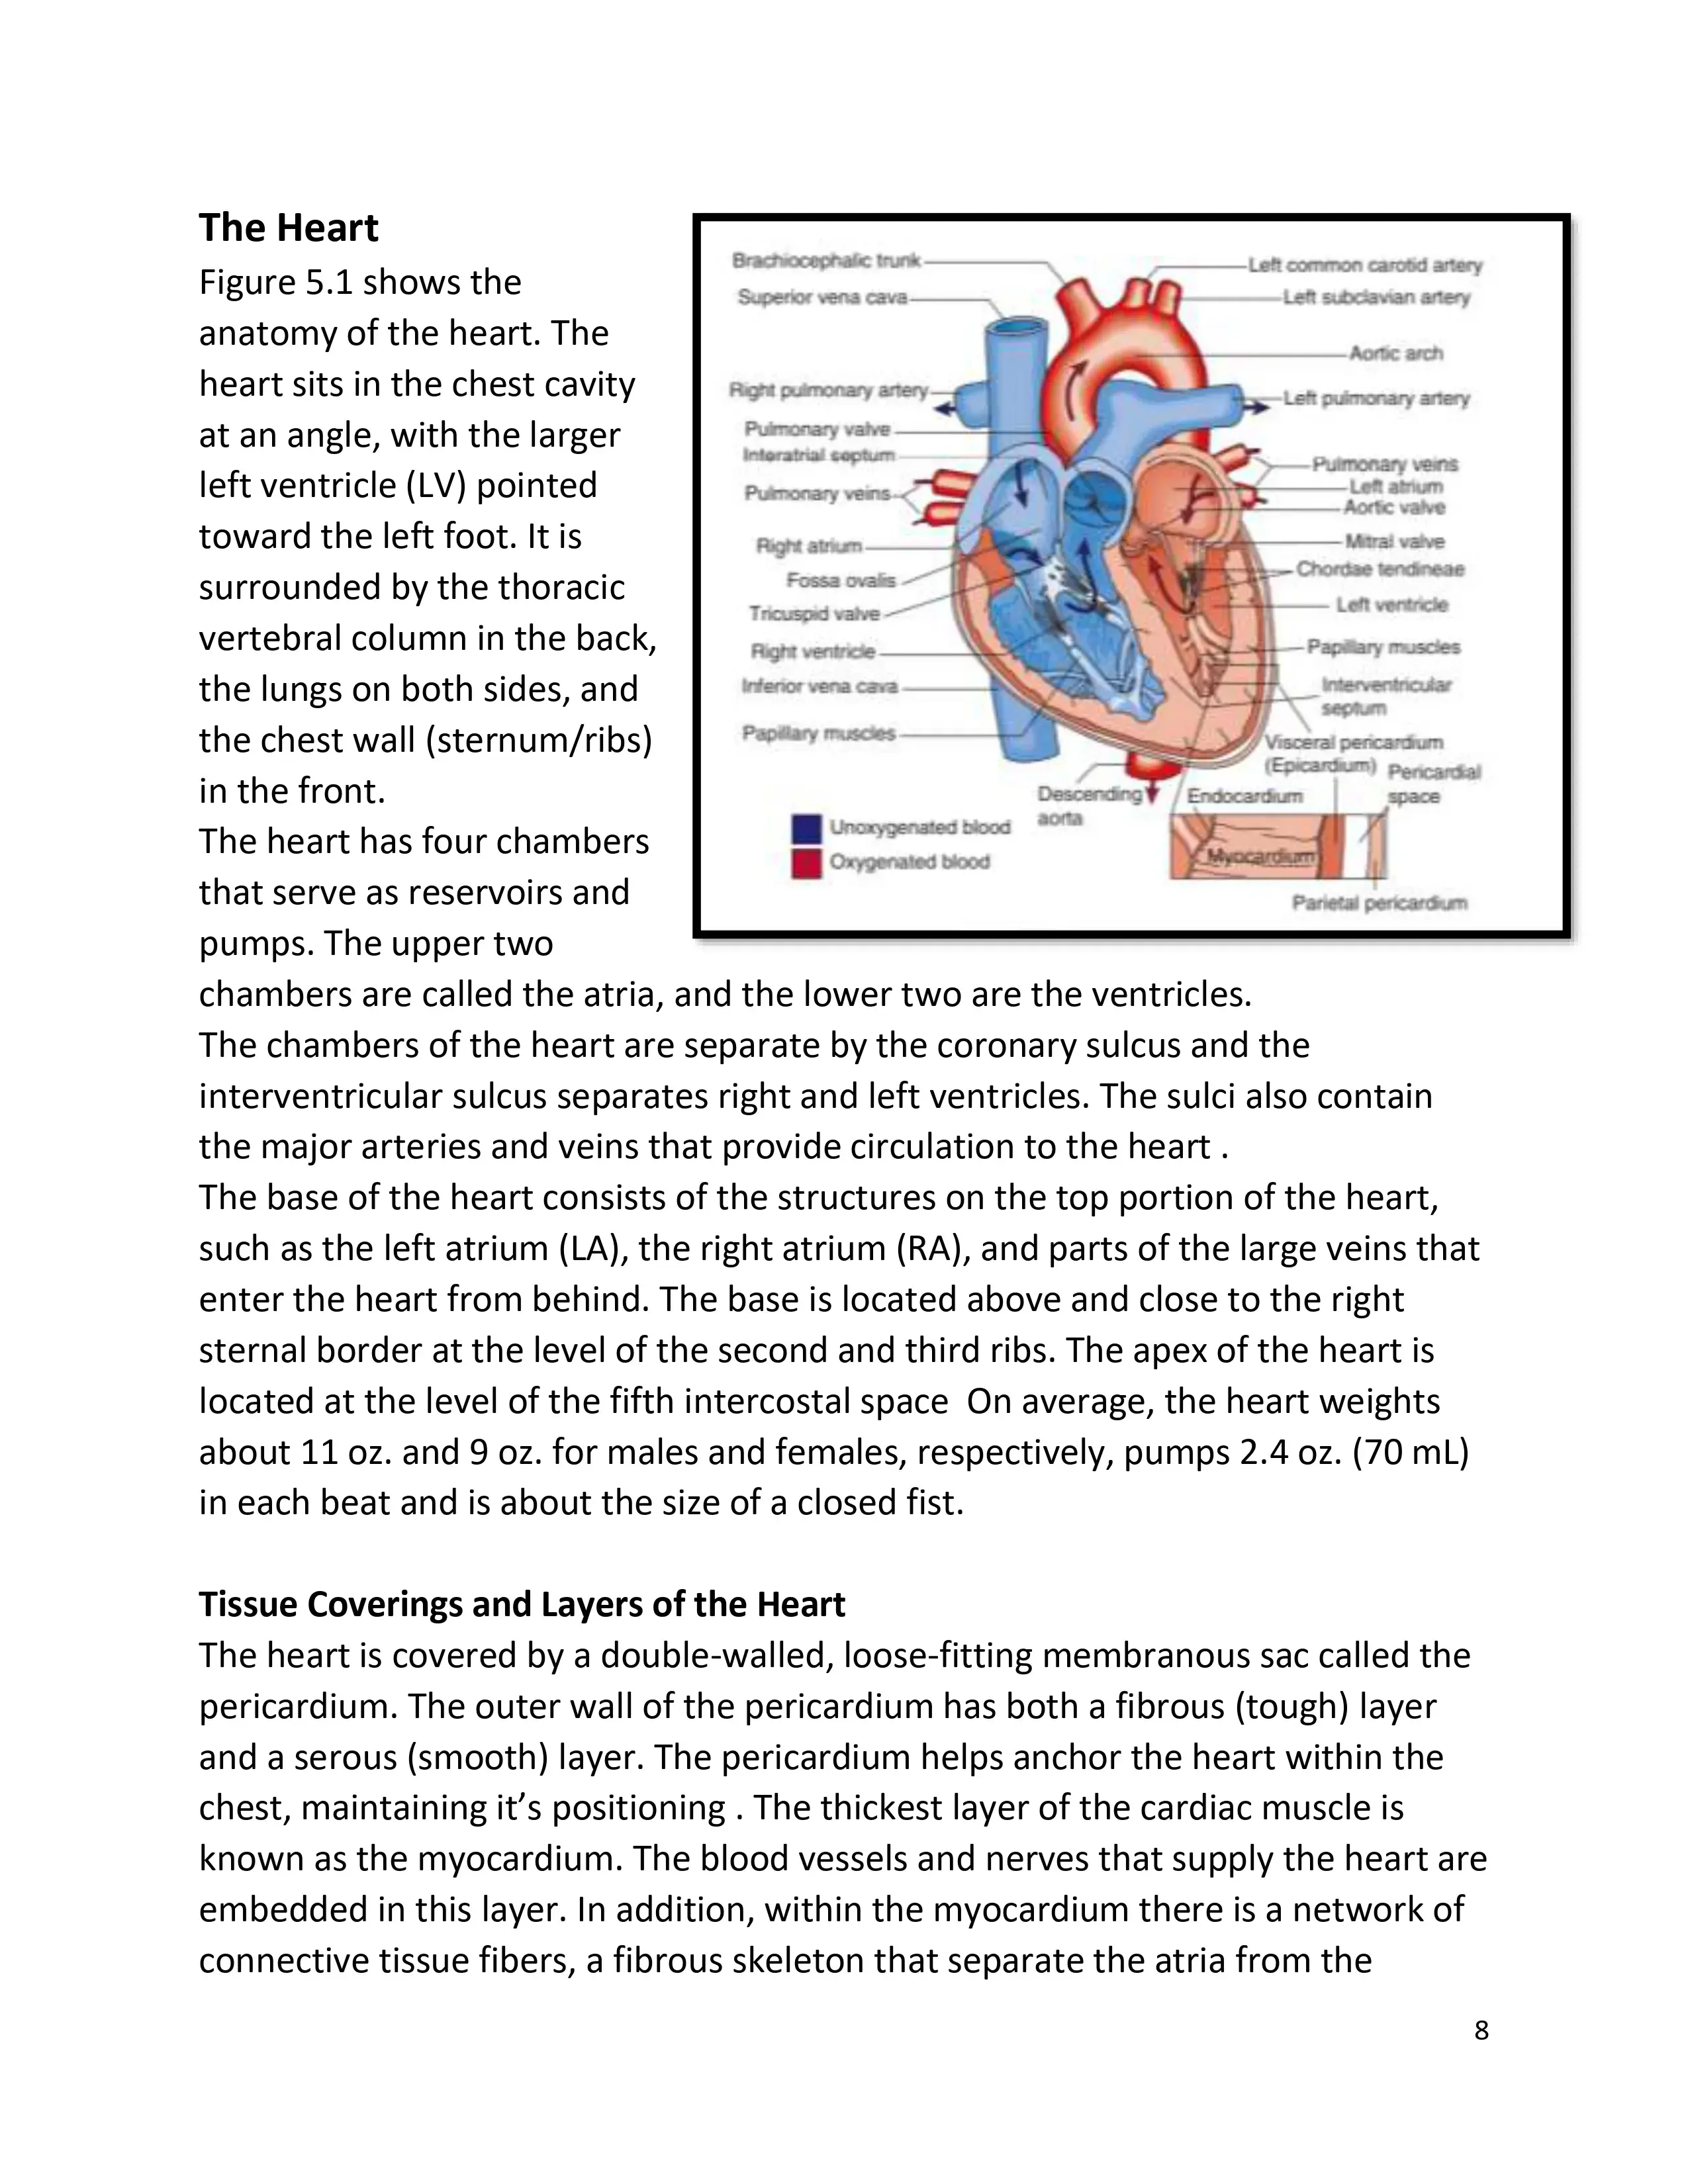 The Heart
Figure 5.1 shows the
anatomy of the heart. The
heart sits in the chest cavity
at an angle, with the larger
left ventricle (LV) pointed
toward the left foot. It is
surrounded by the thoracic
vertebral column in the back,
the lungs on both sides, and
the chest wall (sternum/ribs)
in the front.
The heart has four chambers
that serve as reservoirs and
pumps. The upper two
Brachiocephalic trunk
Superior vena cava
Right pulmonary artery
Pulmonary valve
Interatrial septum
Pulmonary veins
Right atrium
Fossa ovalis
Tricuspid valve
Right ventricle
Inferior vena cava
Papillary muscles
Left common carotid artery
Left subclavian artery
Aortic arch
Left pulmonary artery
Pulmonary veins
Left atrium
Aortic valve
Mitral valve
Chordae tendineae
Left ventricle
Papillary muscles
Interventricular
septum
Visceral pericardium
(Epicardium)
Pericardial
space
Descending
aorta
Endocardium
Myocardium
Parietal pericardium
Unoxygenated blood
Oxygenated blood
chambers are called the atria, and the lower two are the ventricles.
The chambers of the heart are separate by the coronary sulcus and the
interventricular sulcus separates right and left ventricles. The sulci also contain
the major arteries and veins that provide circulation to the heart .
The base of the heart consists of the structures on the top portion of the heart,
such as the left atrium (LA), the right atrium (RA), and parts of the large veins that
enter the heart from behind. The base is located above and close to the right
sternal border at the level of the second and third ribs. The apex of the heart is
located at the level of the fifth intercostal space  On average, the heart weights
about 11 oz. and 9 oz. for males and females, respectively, pumps 2.4 oz. (70 mL)
in each beat and is about the size of a closed fist.
Tissue Coverings and Layers of the Heart
The heart is covered by a double-walled, loose-fitting membranous sac called the
pericardium. The outer wall of the pericardium has both a fibrous (tough) layer
and a serous (smooth) layer. The pericardium helps anchor the heart within the
chest, maintaining it’s positioning . The thickest layer of the cardiac muscle is
known as the myocardium. The blood vessels and nerves that supply the heart are
embedded in this layer. In addition, within the myocardium there is a network of
connective tissue fibers, a fibrous skeleton that separate the atria from the
8